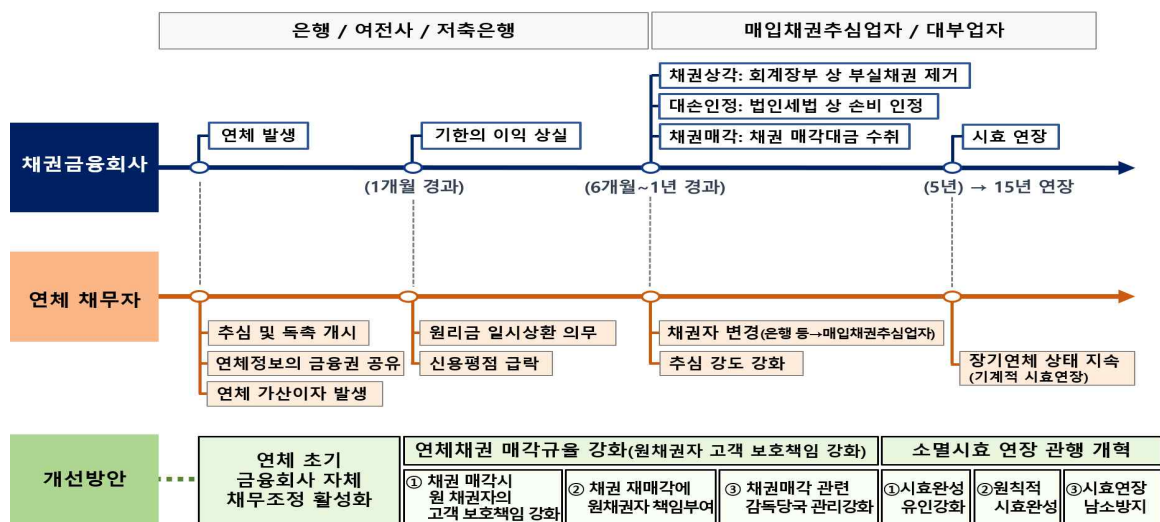 은행 / 여전사 / 저축은행
매입채권추심업자 / 대부업자
채권금융회사
연체 발생
기한의 이익 상실
채권상각: 회계장부 상 부실채권 제거
대손인정: 법인세법 상 손비 인정
채권매각: 채권 매각대금 수취
시효 연장
(1개월 경과)
(6개월~1년 경과)
(5년) → 15년 연장
연체 채무자
추심 및 독촉 개시
연체정보의 금융권 공유
연체 가산이자 발생
원리금 일시상환 의무
신용평점 급락
채권자 변경(은행 등→매입채권추심업자)
추심 강도 강화
장기연체 상태 지속
(기계적 시효연장)
개선방안
연체 초기
금융회사 자체
채무조정 활성화
연체채권 매각규율 강화(원채권자 고객 보호책임 강화)
① 채권 매각시
원 채권자의
고객 보호책임 강화
② 채권 재매각에
원채권자 책임부여
③ 채권매각 관련
감독당국 관리강화
소멸시효 연장 관행 개혁
①시효완성
유인강화
②원칙적
시효완성
③시효연장
남소방지